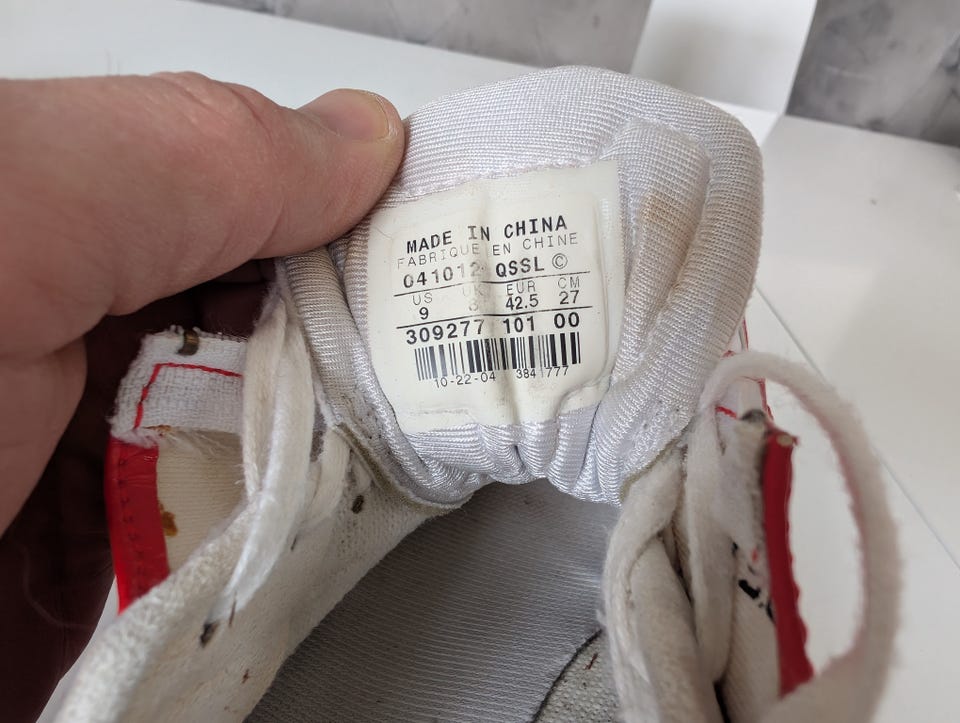 MADE IN CHINA
FABRIQUE EN CHINE
041012 QSSL ©
US UK EUR CM
9 8 42.5 27
309277 101 00
10-22-04 384 777